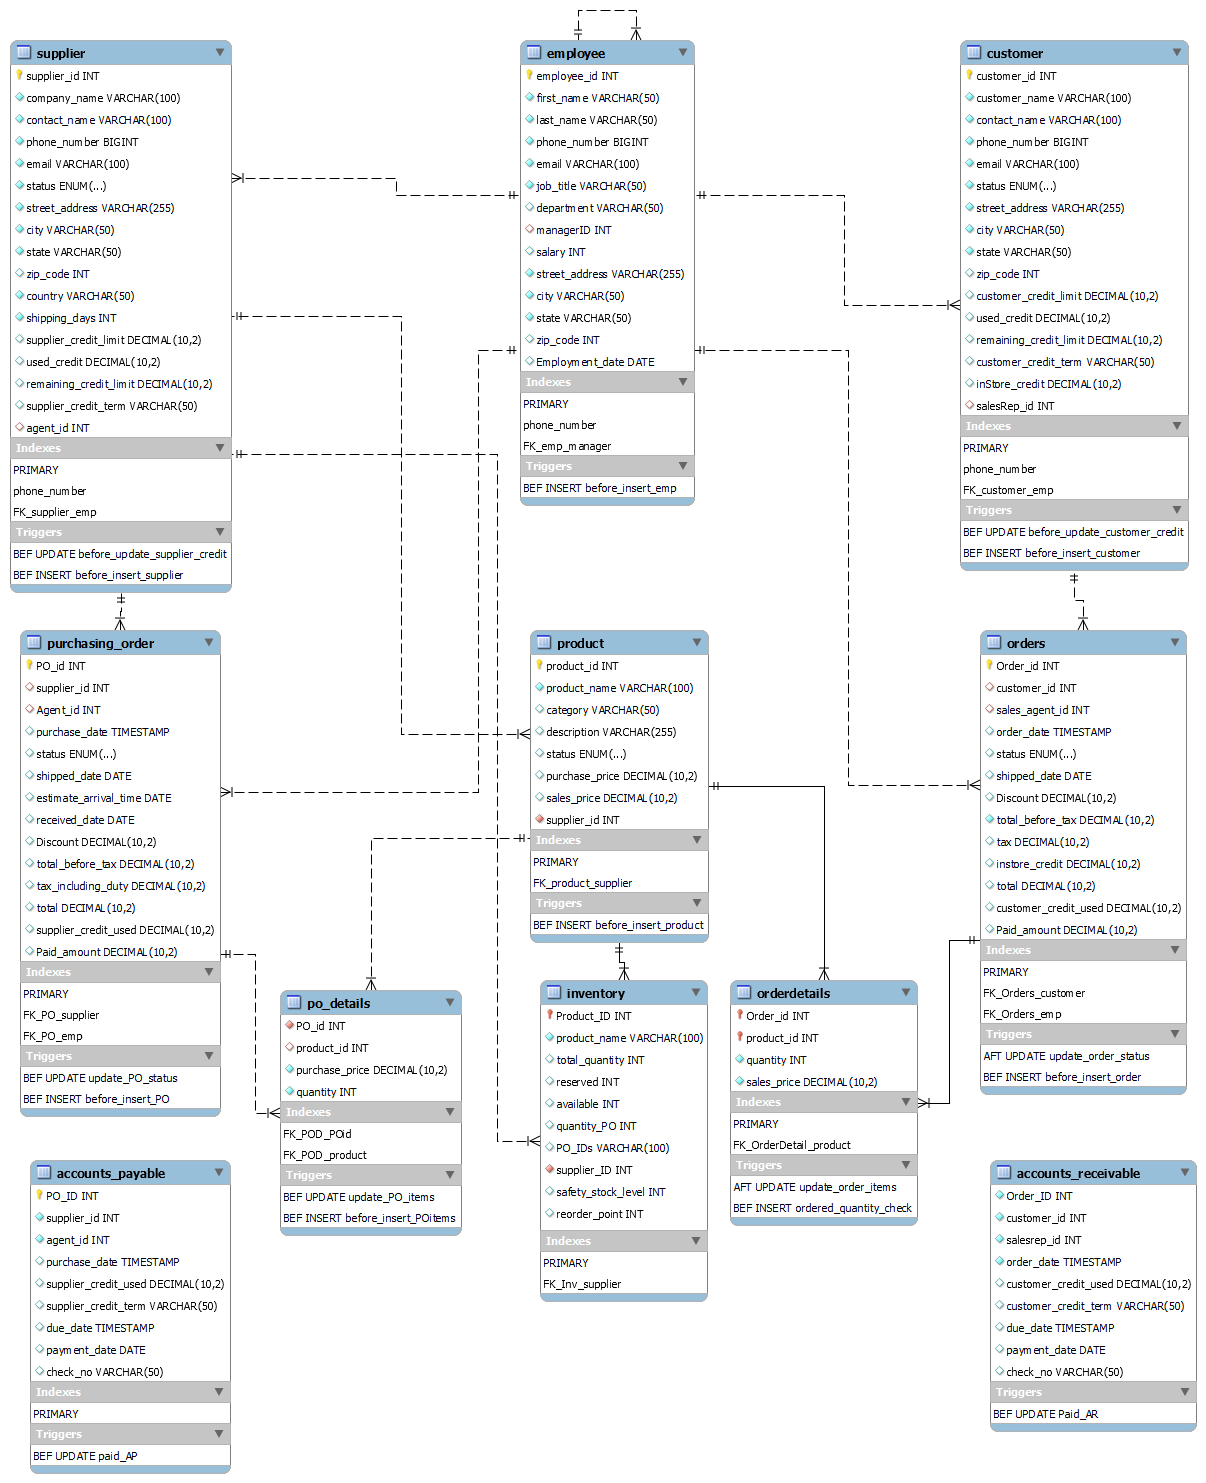 supplier
supplier_id INT
company_name VARCHAR(100)
contact_name VARCHAR(100)
phone_number BIGINT
email VARCHAR(100)
status ENUM(...)
street_address VARCHAR(255)
city VARCHAR(50)
state VARCHAR(50)
zip_code INT
country VARCHAR(50)
shipping_days INT
supplier_credit_limit DECIMAL(10,2)
used_credit DECIMAL(10,2)
remaining_credit_limit DECIMAL(10,2)
supplier_credit_term VARCHAR(50)
agent_id INT
Indexes
PRIMARY
phone_number
FK_supplier_emp
Triggers
BEF UPDATE before_update_supplier_credit
BEF INSERT before_insert_supplier
employee
employee_id INT
first_name VARCHAR(50)
last_name VARCHAR(50)
phone_number BIGINT
email VARCHAR(100)
job_title VARCHAR(50)
department VARCHAR(50)
managerID INT
salary INT
street_address VARCHAR(255)
city VARCHAR(50)
state VARCHAR(50)
zip_code INT
Employment_date DATE
Indexes
PRIMARY
phone_number
FK_emp_manager
Triggers
BEF INSERT before_insert_emp
customer
customer_id INT
customer_name VARCHAR(100)
contact_name VARCHAR(100)
phone_number BIGINT
email VARCHAR(100)
status ENUM(...)
street_address VARCHAR(255)
city VARCHAR(50)
state VARCHAR(50)
zip_code INT
customer_credit_limit DECIMAL(10,2)
used_credit DECIMAL(10,2)
remaining_credit_limit DECIMAL(10,2)
customer_credit_term VARCHAR(50)
inStore_credit DECIMAL(10,2)
salesRep_id INT
Indexes
PRIMARY
phone_number
FK_customer_emp
Triggers
BEF UPDATE before_update_customer_credit
BEF INSERT before_insert_customer
purchasing_order
PO_id INT
supplier_id INT
Agent_id INT
purchase_date TIMESTAMP
status ENUM(...)
shipped_date DATE
estimate_arrival_time DATE
received_date DATE
Discount DECIMAL(10,2)
total_before_tax DECIMAL(10,2)
tax_including_duty DECIMAL(10,2)
total DECIMAL(10,2)
supplier_credit_used DECIMAL(10,2)
Paid_amount DECIMAL(10,2)
Indexes
PRIMARY
FK_PO_supplier
FK_PO_emp
Triggers
BEF UPDATE update_PO_status
BEF INSERT before_insert_PO
product
product_id INT
product_name VARCHAR(100)
category VARCHAR(50)
description VARCHAR(255)
status ENUM(...)
purchase_price DECIMAL(10,2)
sales_price DECIMAL(10,2)
supplier_id INT
Indexes
PRIMARY
FK_product_supplier
Triggers
BEF INSERT before_insert_product
orders
Order_id INT
customer_id INT
sales_agent_id INT
order_date TIMESTAMP
status ENUM(...)
shipped_date DATE
Discount DECIMAL(10,2)
total_before_tax DECIMAL(10,2)
tax DECIMAL(10,2)
instore_credit DECIMAL(10,2)
total DECIMAL(10,2)
customer_credit_used DECIMAL(10,2)
Paid_amount DECIMAL(10,2)
Indexes
PRIMARY
FK_Orders_customer
FK_Orders_emp
Triggers
AFT UPDATE update_order_status
BEF INSERT before_insert_order
po_details
PO_id INT
product_id INT
purchase_price DECIMAL(10,2)
quantity INT
Indexes
FK_POD_POid
FK_POD_product
Triggers
BEF UPDATE update_PO_items
BEF INSERT before_insert_POitems
inventory
Product_ID INT
product_name VARCHAR(100)
total_quantity INT
reserved INT
available INT
quantity_PO INT
PO_IDs VARCHAR(100)
supplier_ID INT
safety_stock_level INT
reorder_point INT
Indexes
PRIMARY
FK_Inv_supplier
orderdetails
Order_id INT
product_id INT
quantity INT
sales_price DECIMAL(10,2)
Indexes
PRIMARY
FK_OrderDetail_product
Triggers
AFT UPDATE update_order_items
BEF INSERT ordered_quantity_check
accounts_payable
PO_ID INT
supplier_id INT
agent_id INT
purchase_date TIMESTAMP
supplier_credit_used DECIMAL(10,2)
supplier_credit_term VARCHAR(50)
due_date TIMESTAMP
payment_date DATE
check_no VARCHAR(50)
Indexes
PRIMARY
Triggers
BEF UPDATE paid_AP
accounts_receivable
Order_ID INT
customer_id INT
salesrep_id INT
order_date TIMESTAMP
customer_credit_used DECIMAL(10,2)
customer_credit_term VARCHAR(50)
due_date TIMESTAMP
payment_date DATE
check_no VARCHAR(50)
Triggers
BEF UPDATE Paid_AR